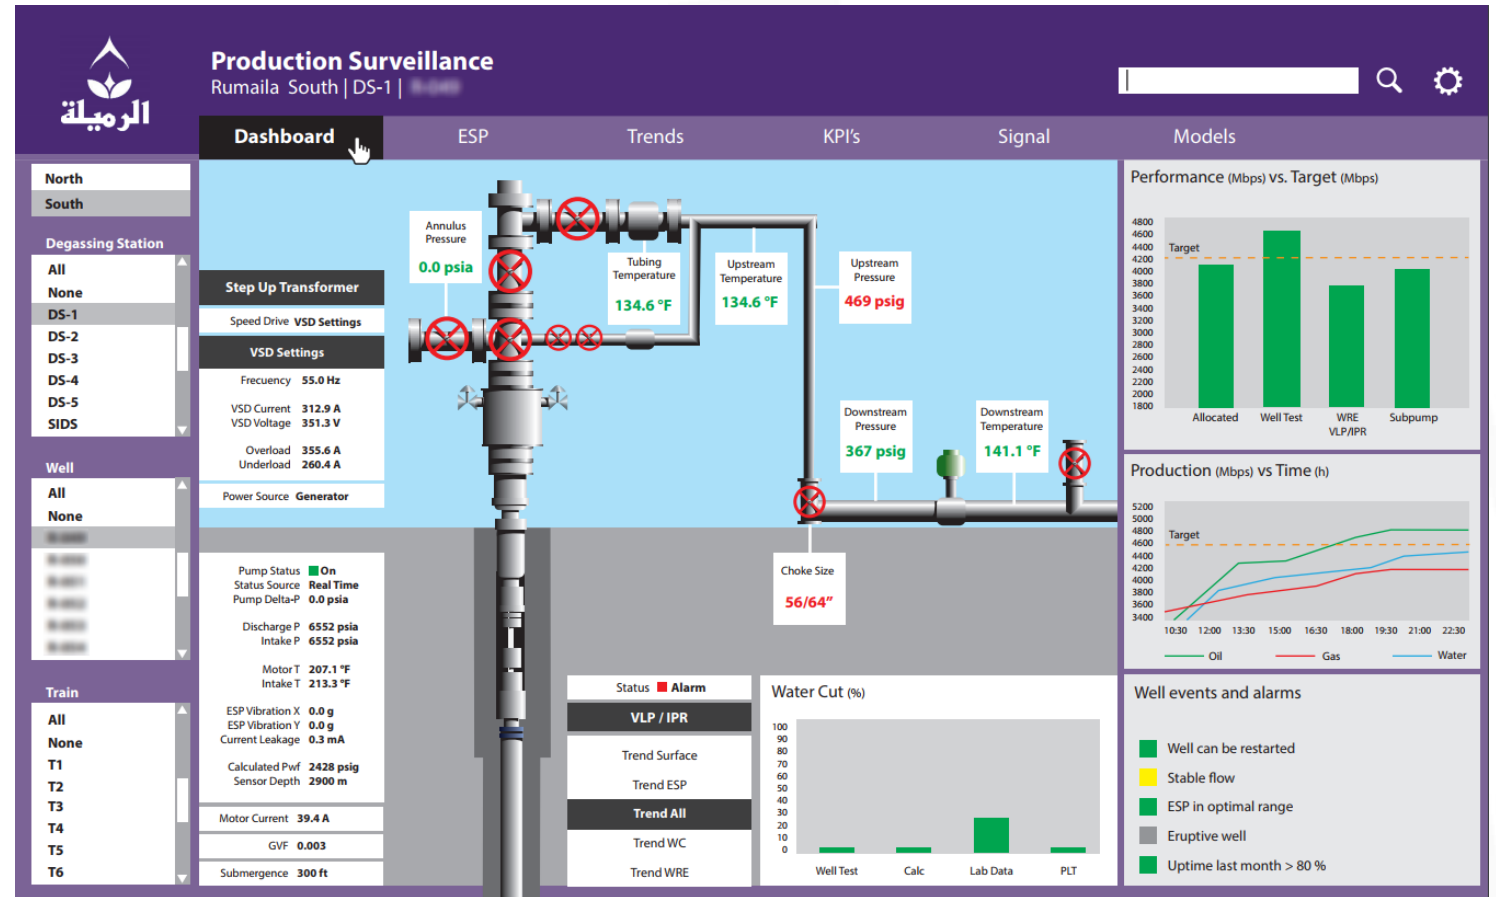 الرميلة
Production Surveillance
Rumaila South | DS-1 |
Dashboard
ESP
Trends
KPI's
Signal
Models
North
South
Degassing Station
All
None
DS-1
DS-2
DS-3
DS-4
DS-5
SIDS
Well
All
None
Train
All
None
T1
T2
T3
T4
T5
T6
Step Up Transformer
Speed Drive VSD Settings
VSD Settings
Frecuency 55.0 Hz
VSD Current 312.9 A
VSD Voltage 351.3 V
Overload 355.6 A
Underload 260.4 A
Power Source Generator
Pump Status On
Status Source Real Time
Pump Delta-P 0.0 psia
Discharge P 6552 psia
Intake P 6552 psia
Motor T 207.1 °F
Intake T 213.3 °F
ESP Vibration X 0.0 g
ESP Vibration Y 0.0 g
Current Leakage 0.3 mA
Calculated Pwf 2428 psig
Sensor Depth 2900 m
Motor Current 39.4 A
GVF 0.003
Submergence 300 ft
Annulus
Pressure
0.0 psia
Tubing
Temperature
134.6 °F
Upstream
Temperature
134.6 °F
Upstream
Pressure
469 psig
Downstream
Pressure
367 psig
Downstream
Temperature
141.1 °F
Choke Size
56/64"
Status Alarm
VLP / IPR
Trend Surface
Trend ESP
Trend All
Trend WC
Trend WRE
Water Cut (%)
100
90
80
70
60
50
40
30
20
10
0
Well Test
Calc
Lab Data
PLT
Performance (Mbps) vs. Target (Mbps)
4800
4600
4400
4200
4000
3800
3600
3400
3200
3000
2800
2600
2400
2200
2000
1800
Target
Allocated
Well Test
WRE
VLP/IPR
Subpump
Production (Mbps) vs Time (h)
5200
5000
4800
4600
4400
4200
4000
3800
3600
3400
Target
10:30 12:00 13:30 15:00 16:30 18:00 19:30 21:00 22:30
Oil
Gas
Water
Well events and alarms
Well can be restarted
Stable flow
ESP in optimal range
Eruptive well
Uptime last month > 80 %